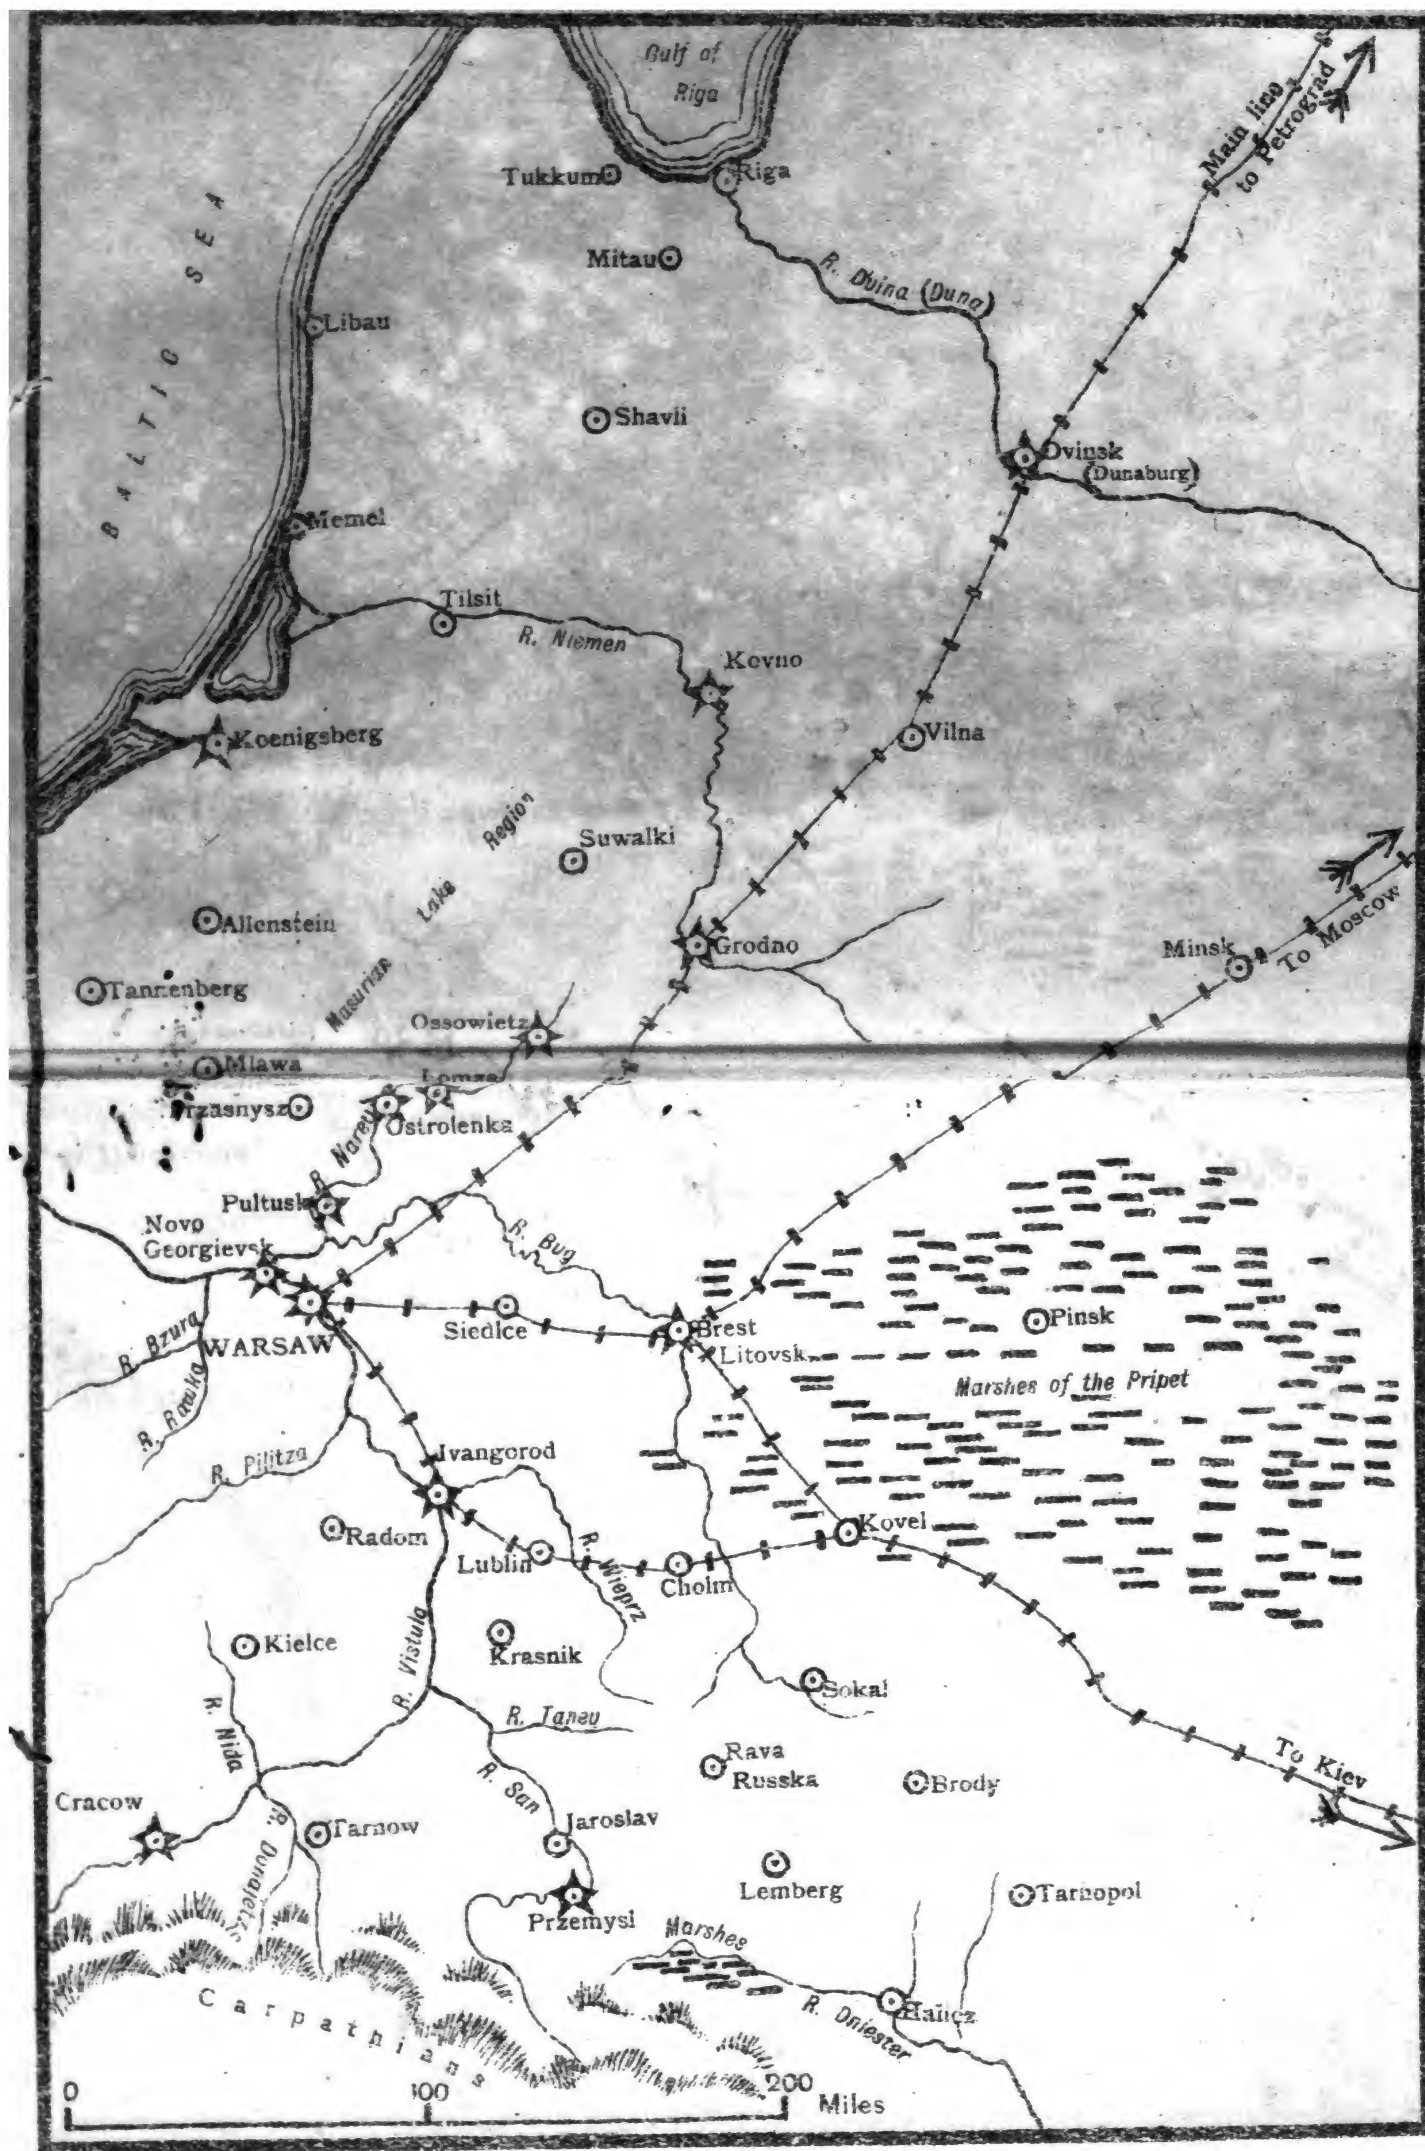 Gulf of
Riga
Main line
to Petrograd
Tukkum
Riga
BALTIC SEA
Mitau
R. Dvina (Duna)
Libau
Shavli
Dvinsk
(Dunaburg)
Memel
Tilsit
R. Niemen
Kovno
Koenigsberg
Vilna
Masurian Lake Region
Suwalki
Allenstein
Grodno
Minsk
To Moscow
Tannenberg
Ossowietz
Mlawa
Lomza
Przasnysz
Ostrolenka
R. Narew
Pultusk
Novo
Georgievsk
R. Bug
Siedlce
Brest
Litovsk
Pinsk
R. Bzura
WARSAW
Marshes of the Pripet
R. Rawka
R. Pilitza
Ivangorod
Radom
Lublin
R. Wieprz
Cholm
Kovel
Kielce
R. Vistula
Krasnik
Sokal
R. Nida
R. Tanev
Rava
Russka
Brody
To Kiev
Cracow
R. San
Tarnow
Jaroslav
R. Donajetz
Lemberg
Tarnopol
Przemysl
Marshes
Carpathians
R. Dniester
Halicz
0 100 200
Miles